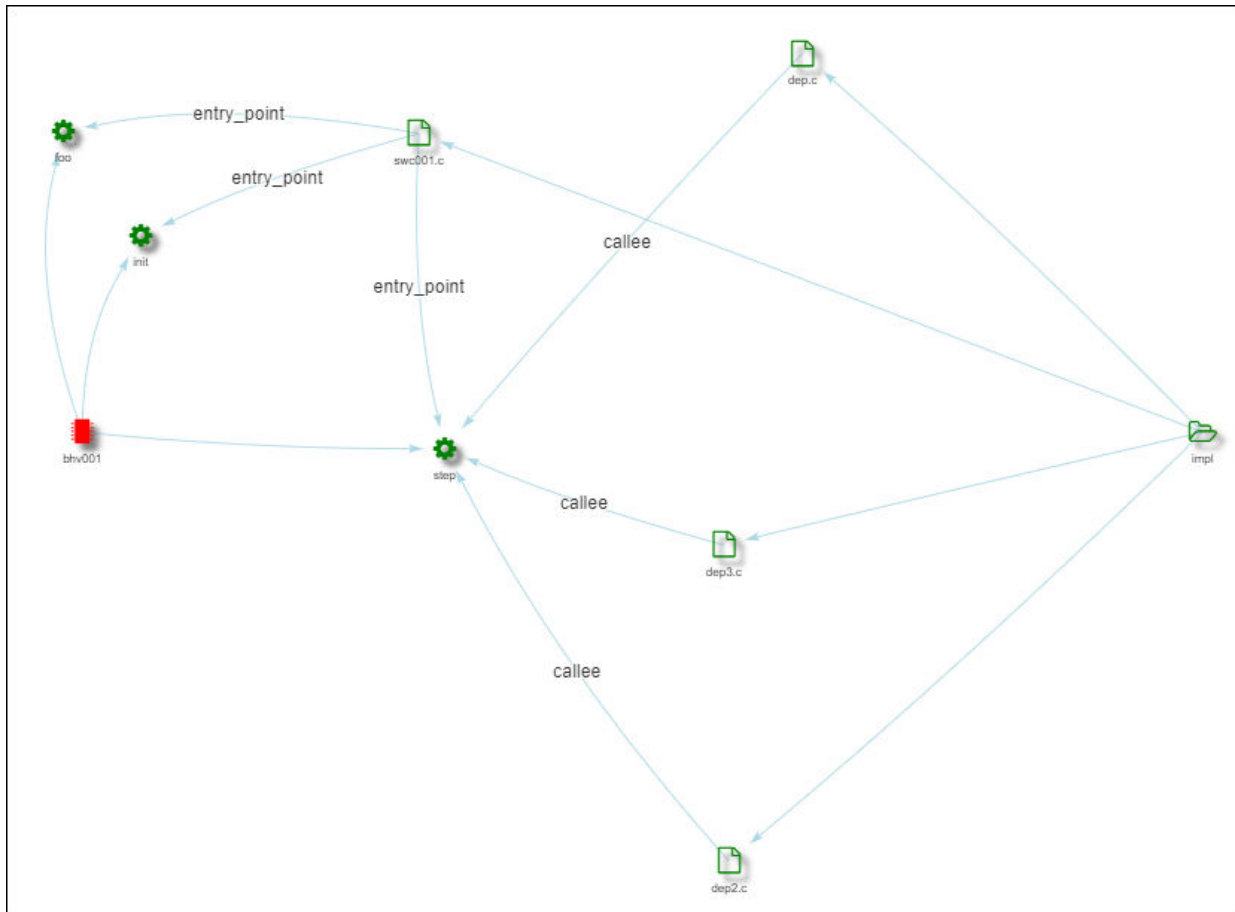 dep.c
entry_point
foo
swc001.c
entry_point
callee
init
entry_point
bhv001
step
impl
callee
dep3.c
callee
dep2.c